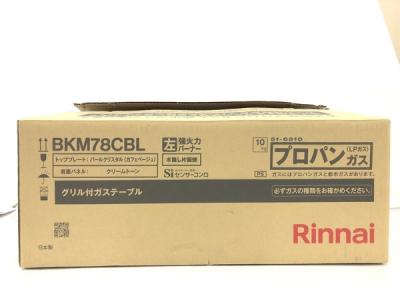 BKM78CBL
トッププレート：パールクリスタル（カフェベージュ）
前面パネル： クリームトーン
左 強火力バーナー
水無し片面焼
Si センサーコンロ
グリル付ガステーブル
日本製
10
51-0810
プロパン（LPガス）ガス
PS
ガスにはプロパンガスと都市ガスがあります。
必ずガスの種類をお確かめください。
Rinnai